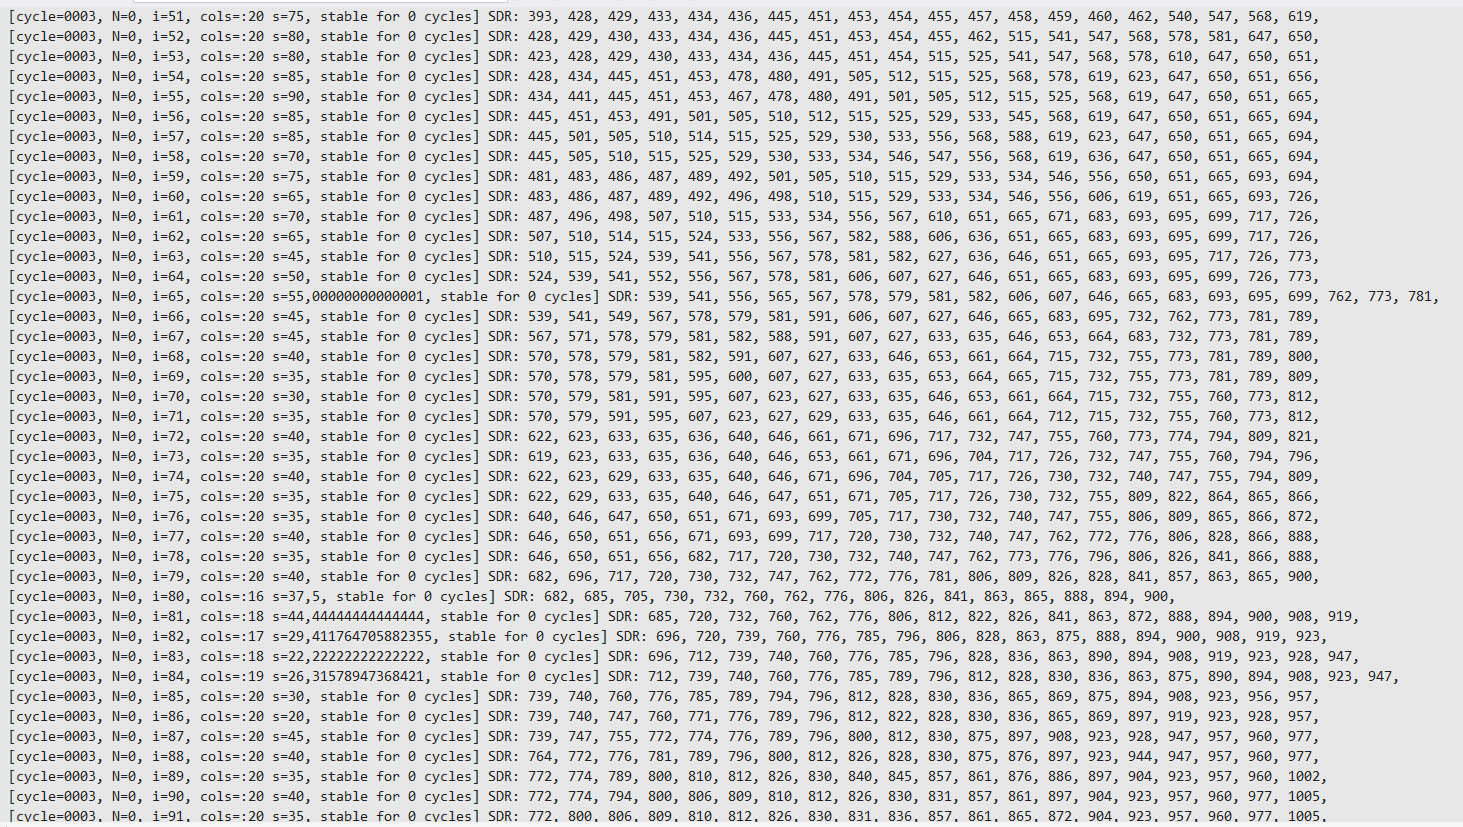 [cycle=0003, N=0, i=51, cols=:20 s=75, stable for 0 cycles] SDR: 393, 428, 429, 433, 434, 436, 445, 451, 453, 454, 455, 457, 458, 459, 460, 462, 540, 547, 568, 619,
[cycle=0003, N=0, i=52, cols=:20 s=80, stable for 0 cycles] SDR: 428, 429, 430, 433, 434, 436, 445, 451, 453, 454, 455, 462, 515, 541, 547, 568, 578, 581, 647, 650,
[cycle=0003, N=0, i=53, cols=:20 s=80, stable for 0 cycles] SDR: 423, 428, 429, 430, 433, 434, 436, 445, 451, 454, 515, 525, 541, 547, 568, 578, 610, 647, 650, 651,
[cycle=0003, N=0, i=54, cols=:20 s=85, stable for 0 cycles] SDR: 428, 434, 445, 451, 453, 478, 480, 491, 505, 512, 515, 525, 568, 578, 619, 623, 647, 650, 651, 656,
[cycle=0003, N=0, i=55, cols=:20 s=90, stable for 0 cycles] SDR: 434, 441, 445, 451, 453, 467, 478, 480, 491, 501, 505, 512, 515, 525, 568, 619, 647, 650, 651, 665,
[cycle=0003, N=0, i=56, cols=:20 s=85, stable for 0 cycles] SDR: 445, 451, 453, 491, 501, 505, 510, 512, 515, 525, 529, 533, 545, 568, 619, 647, 650, 651, 665, 694,
[cycle=0003, N=0, i=57, cols=:20 s=85, stable for 0 cycles] SDR: 445, 501, 505, 510, 514, 515, 525, 529, 530, 533, 556, 568, 588, 619, 623, 647, 650, 651, 665, 694,
[cycle=0003, N=0, i=58, cols=:20 s=70, stable for 0 cycles] SDR: 445, 505, 510, 515, 525, 529, 530, 533, 534, 546, 547, 556, 568, 619, 636, 647, 650, 651, 665, 694,
[cycle=0003, N=0, i=59, cols=:20 s=75, stable for 0 cycles] SDR: 481, 483, 486, 487, 489, 492, 501, 505, 510, 515, 529, 533, 534, 546, 556, 650, 651, 665, 693, 694,
[cycle=0003, N=0, i=60, cols=:20 s=65, stable for 0 cycles] SDR: 483, 486, 487, 489, 492, 496, 498, 510, 515, 529, 533, 534, 546, 556, 606, 619, 651, 665, 693, 726,
[cycle=0003, N=0, i=61, cols=:20 s=70, stable for 0 cycles] SDR: 487, 496, 498, 507, 510, 515, 533, 534, 556, 567, 610, 651, 665, 671, 683, 693, 695, 699, 717, 726,
[cycle=0003, N=0, i=62, cols=:20 s=65, stable for 0 cycles] SDR: 507, 510, 514, 515, 524, 533, 556, 567, 582, 588, 606, 636, 651, 665, 683, 693, 695, 699, 717, 726,
[cycle=0003, N=0, i=63, cols=:20 s=45, stable for 0 cycles] SDR: 510, 515, 524, 539, 541, 556, 567, 578, 581, 582, 627, 636, 646, 651, 665, 693, 695, 717, 726, 773,
[cycle=0003, N=0, i=64, cols=:20 s=50, stable for 0 cycles] SDR: 524, 539, 541, 552, 556, 567, 578, 581, 606, 607, 627, 646, 651, 665, 683, 693, 695, 699, 726, 773,
[cycle=0003, N=0, i=65, cols=:20 s=55,00000000000001, stable for 0 cycles] SDR: 539, 541, 556, 565, 567, 578, 579, 581, 582, 606, 607, 646, 665, 683, 693, 695, 699, 762, 773, 781,
[cycle=0003, N=0, i=66, cols=:20 s=45, stable for 0 cycles] SDR: 539, 541, 549, 567, 578, 579, 581, 591, 606, 607, 627, 646, 665, 683, 695, 732, 762, 773, 781, 789,
[cycle=0003, N=0, i=67, cols=:20 s=45, stable for 0 cycles] SDR: 567, 571, 578, 579, 581, 582, 588, 591, 607, 627, 633, 635, 646, 653, 664, 683, 732, 773, 781, 789,
[cycle=0003, N=0, i=68, cols=:20 s=40, stable for 0 cycles] SDR: 570, 578, 579, 581, 582, 591, 607, 627, 633, 646, 653, 661, 664, 715, 732, 755, 773, 781, 789, 800,
[cycle=0003, N=0, i=69, cols=:20 s=35, stable for 0 cycles] SDR: 570, 578, 579, 581, 595, 600, 607, 627, 633, 635, 653, 664, 665, 715, 732, 755, 773, 781, 789, 809,
[cycle=0003, N=0, i=70, cols=:20 s=30, stable for 0 cycles] SDR: 570, 579, 581, 591, 595, 607, 623, 627, 633, 635, 646, 653, 661, 664, 715, 732, 755, 760, 773, 812,
[cycle=0003, N=0, i=71, cols=:20 s=35, stable for 0 cycles] SDR: 570, 579, 591, 595, 607, 623, 627, 629, 633, 635, 646, 661, 664, 712, 715, 732, 755, 760, 773, 812,
[cycle=0003, N=0, i=72, cols=:20 s=40, stable for 0 cycles] SDR: 622, 623, 633, 635, 636, 640, 646, 661, 671, 696, 717, 732, 747, 755, 760, 773, 774, 794, 809, 821,
[cycle=0003, N=0, i=73, cols=:20 s=35, stable for 0 cycles] SDR: 619, 623, 633, 635, 636, 640, 646, 653, 661, 671, 696, 704, 717, 726, 732, 747, 755, 760, 794, 796,
[cycle=0003, N=0, i=74, cols=:20 s=40, stable for 0 cycles] SDR: 622, 623, 629, 633, 635, 640, 646, 671, 696, 704, 705, 717, 726, 730, 732, 740, 747, 755, 794, 809,
[cycle=0003, N=0, i=75, cols=:20 s=35, stable for 0 cycles] SDR: 622, 629, 633, 635, 640, 646, 647, 651, 671, 705, 717, 726, 730, 732, 755, 809, 822, 864, 865, 866,
[cycle=0003, N=0, i=76, cols=:20 s=35, stable for 0 cycles] SDR: 640, 646, 647, 650, 651, 671, 693, 699, 705, 717, 730, 732, 740, 747, 755, 806, 809, 865, 866, 872,
[cycle=0003, N=0, i=77, cols=:20 s=40, stable for 0 cycles] SDR: 646, 650, 651, 656, 671, 693, 699, 717, 720, 730, 732, 740, 747, 762, 772, 776, 806, 828, 866, 888,
[cycle=0003, N=0, i=78, cols=:20 s=35, stable for 0 cycles] SDR: 646, 650, 651, 656, 682, 717, 720, 730, 732, 740, 747, 762, 773, 776, 796, 806, 826, 841, 866, 888,
[cycle=0003, N=0, i=79, cols=:20 s=40, stable for 0 cycles] SDR: 682, 696, 717, 720, 730, 732, 747, 762, 772, 776, 781, 806, 809, 826, 828, 841, 857, 863, 865, 900,
[cycle=0003, N=0, i=80, cols=:16 s=37,5, stable for 0 cycles] SDR: 682, 685, 705, 730, 732, 760, 762, 776, 806, 826, 841, 863, 865, 888, 894, 900,
[cycle=0003, N=0, i=81, cols=:18 s=44,44444444444444, stable for 0 cycles] SDR: 685, 720, 732, 760, 762, 776, 806, 812, 822, 826, 841, 863, 872, 888, 894, 900, 908, 919,
[cycle=0003, N=0, i=82, cols=:17 s=29,411764705882355, stable for 0 cycles] SDR: 696, 720, 739, 760, 776, 785, 796, 806, 828, 863, 875, 888, 894, 900, 908, 919, 923,
[cycle=0003, N=0, i=83, cols=:18 s=22,22222222222222, stable for 0 cycles] SDR: 696, 712, 739, 740, 760, 776, 785, 796, 828, 836, 863, 890, 894, 908, 919, 923, 928, 947,
[cycle=0003, N=0, i=84, cols=:19 s=26,31578947368421, stable for 0 cycles] SDR: 712, 739, 740, 760, 776, 785, 789, 796, 812, 828, 830, 836, 863, 875, 890, 894, 908, 923, 947,
[cycle=0003, N=0, i=85, cols=:20 s=30, stable for 0 cycles] SDR: 739, 740, 760, 776, 785, 789, 794, 796, 812, 828, 830, 836, 865, 869, 875, 894, 908, 923, 956, 957,
[cycle=0003, N=0, i=86, cols=:20 s=20, stable for 0 cycles] SDR: 739, 740, 747, 760, 771, 776, 789, 796, 812, 822, 828, 830, 836, 865, 869, 897, 919, 923, 928, 957,
[cycle=0003, N=0, i=87, cols=:20 s=45, stable for 0 cycles] SDR: 739, 747, 755, 772, 774, 776, 789, 796, 800, 812, 830, 875, 897, 908, 923, 928, 947, 957, 960, 977,
[cycle=0003, N=0, i=88, cols=:20 s=40, stable for 0 cycles] SDR: 764, 772, 776, 781, 789, 796, 800, 812, 826, 828, 830, 875, 876, 897, 923, 944, 947, 957, 960, 977,
[cycle=0003, N=0, i=89, cols=:20 s=35, stable for 0 cycles] SDR: 772, 774, 789, 800, 810, 812, 826, 830, 840, 845, 857, 861, 876, 886, 897, 904, 923, 957, 960, 1002,
[cycle=0003, N=0, i=90, cols=:20 s=40, stable for 0 cycles] SDR: 772, 774, 794, 800, 806, 809, 810, 812, 826, 830, 831, 857, 861, 897, 904, 923, 957, 960, 977, 1005,
[cycle=0003, N=0, i=91, cols=:20 s=35, stable for 0 cycles] SDR: 772, 800, 806, 809, 810, 812, 826, 830, 831, 836, 857, 861, 865, 872, 904, 923, 957, 960, 977, 1005,